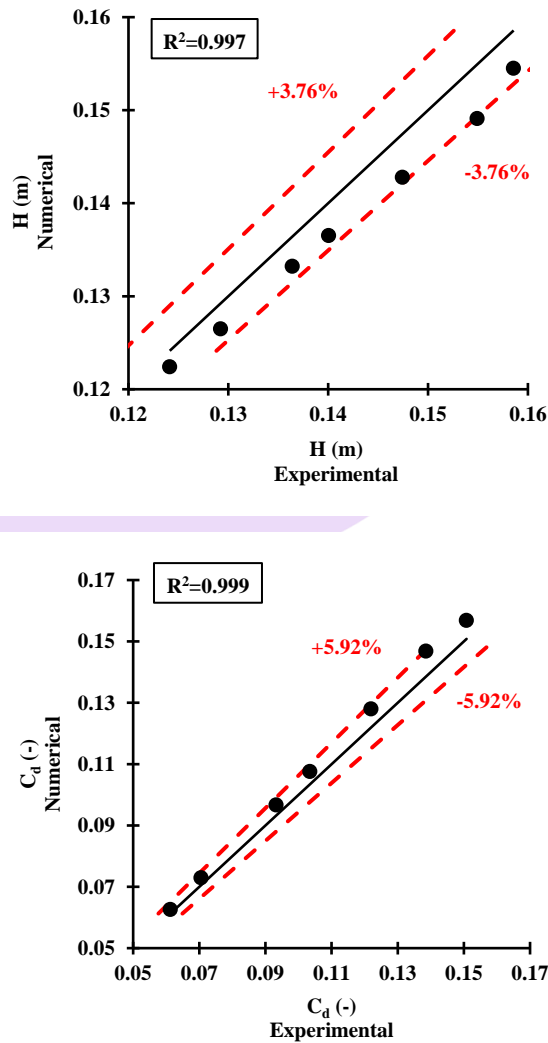 R²=0.997
0.16
0.15
0.14
0.13
0.12
H (m)
Numerical
+3.76%
-3.76%
0.12 0.13 0.14 0.15 0.16
H (m)
Experimental
R²=0.999
0.17
0.15
0.13
0.11
0.09
0.07
0.05
C_d (-)
Numerical
+5.92%
-5.92%
0.05 0.07 0.09 0.11 0.13 0.15 0.17
C_d (-)
Experimental